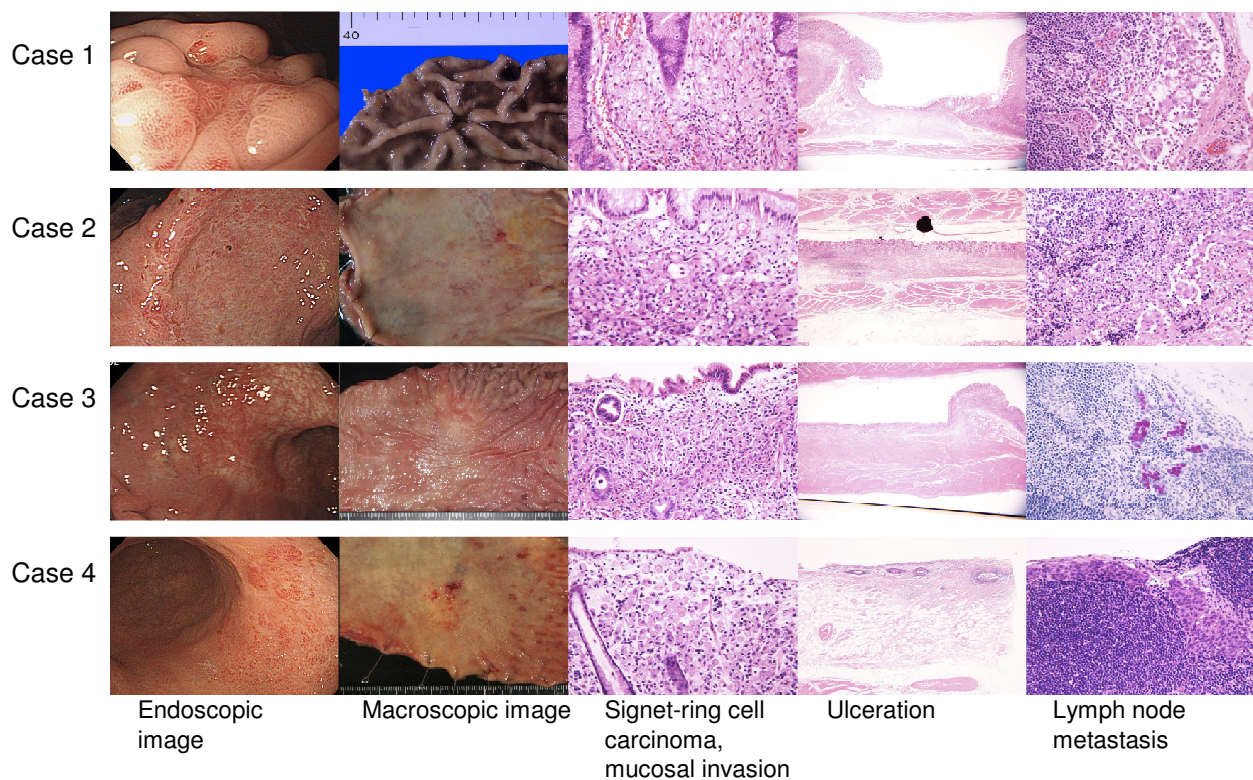 Case 1
40
Case 2
Case 3
Case 4
Endoscopic
image
Macroscopic image
Signet-ring cell
carcinoma,
mucosal invasion
Ulceration
Lymph node
metastasis